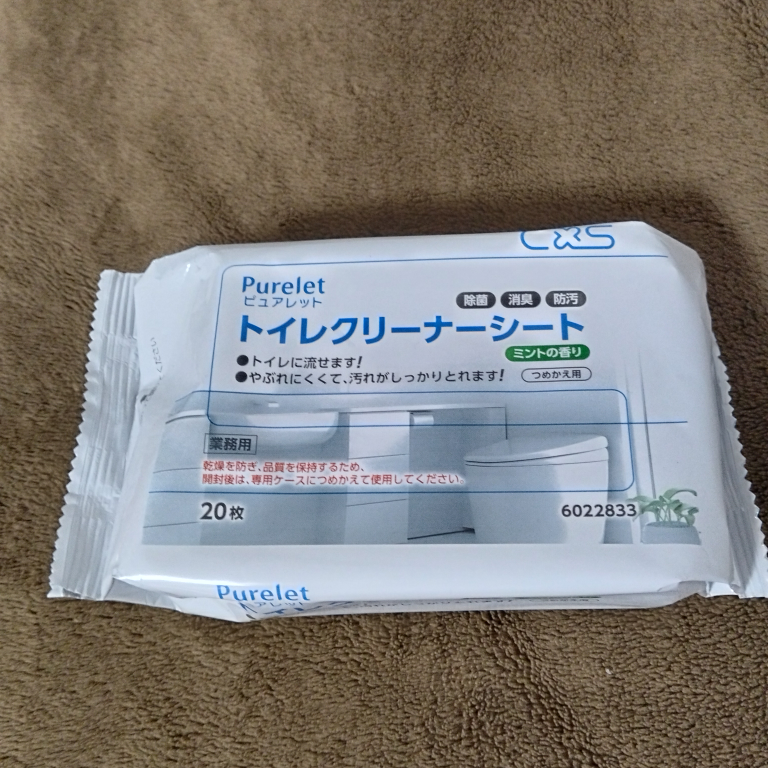 CxS
Purelet
ピュアレット
除菌 消臭 防汚
トイレクリーナーシート
ミントの香り
●トイレに流せます!
●やぶれにくくて、汚れがしっかりとれます! つめかえ用
業務用
乾燥を防ぎ、品質を保持するため、
開封後は、専用ケースにつめかえて使用してください。
20枚 6022833
Purelet